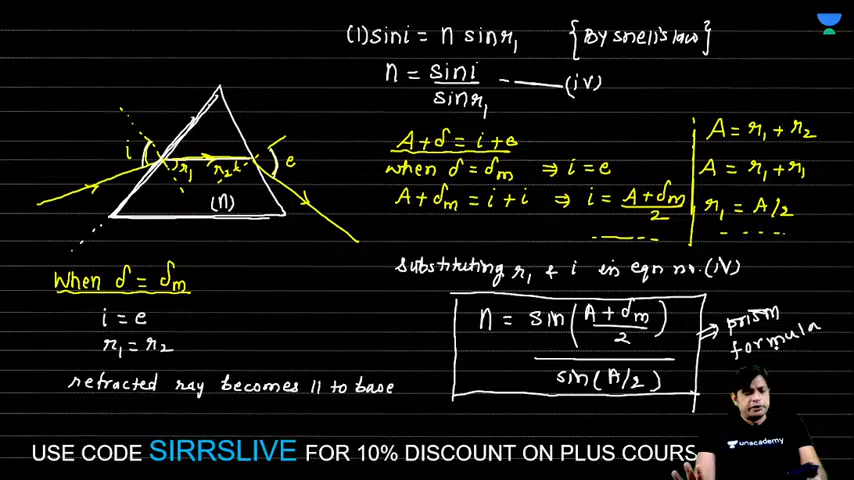 (1) sin i = n sin r₁ {By snell's law}
n = sin i / sin r₁ -——(iv)
A + δ = i + e
when δ = δm ⇒ i = e
A + δm = i + i ⇒ i = A + δm / 2
A = r₁ + r₂
A = r₁ + r₁
r₁ = A/2
i
r₁
r₂
e
(n)
When δ = δm
i = e
r₁ = r₂
refracted ray becomes || to base
Substituting r₁ & i in eqn no. (iv)
n = sin (A + δm / 2) / sin (A/2)
⇒ prism
formula
unacademy
USE CODE SIRRSLIVE FOR 10% DISCOUNT ON PLUS COURS